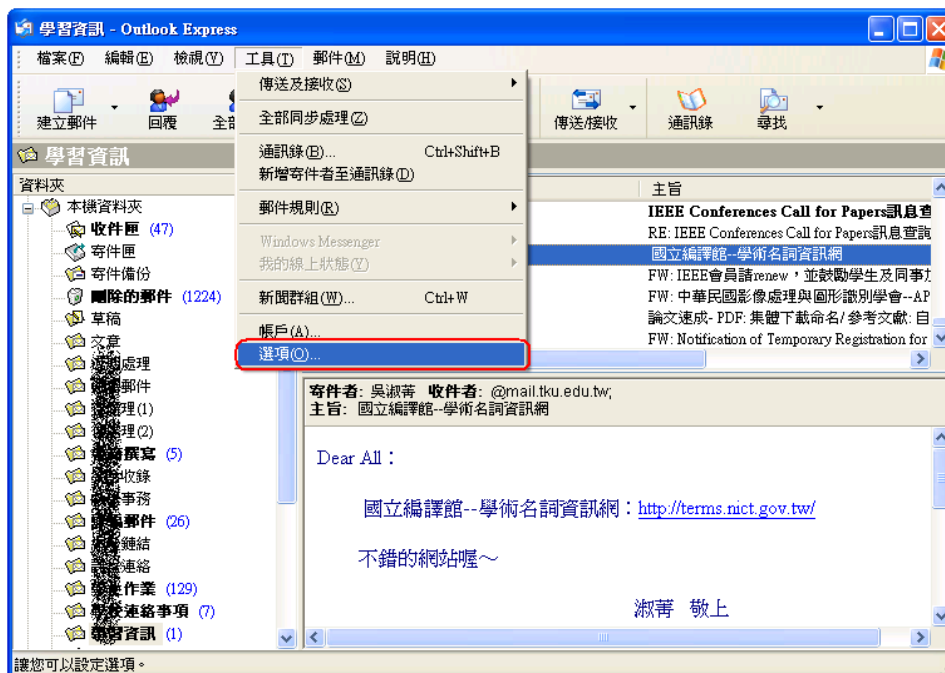 學習資訊 - Outlook Express
檔案(F) 編輯(E) 檢視(V) 工具(T) 郵件(M) 說明(H)
建立郵件 回覆 全部 傳送/接收 通訊錄 尋找
傳送及接收(S)
全部同步處理(Z)
通訊錄(B)... Ctrl+Shift+B
新增寄件者至通訊錄(D)
郵件規則(R)
Windows Messenger
我的線上狀態(Y)
新聞群組(W)... Ctrl+W
帳戶(A)...
選項(O)...
學習資訊
資料夾
本機資料夾
收件匣 (47)
寄件匣
寄件備份
刪除的郵件 (1224)
草稿
文章
處理
郵件
理(1)
理(2)
撰寫 (5)
收錄
事務
郵件 (26)
鏈結
連絡
作業 (129)
連絡事項 (7)
資訊 (1)
主旨
IEEE Conferences Call for Papers訊息查
RE: IEEE Conferences Call for Papers訊息查詢
國立編譯館--學術名詞資訊網
FW: IEEE會員請renew，並鼓勵學生及同事加
FW: 中華民國影像處理與圖形識別學會--AP
論文速成- PDF: 集體下載命名/ 參考文獻: 自
FW: Notification of Temporary Registration for
寄件者: 吳淑菁 收件者: @mail.tku.edu.tw;
主旨: 國立編譯館--學術名詞資訊網
Dear All：
國立編譯館--學術名詞資訊網：http://terms.nict.gov.tw/
不錯的網站喔～
淑菁 敬上
讓您可以設定選項。